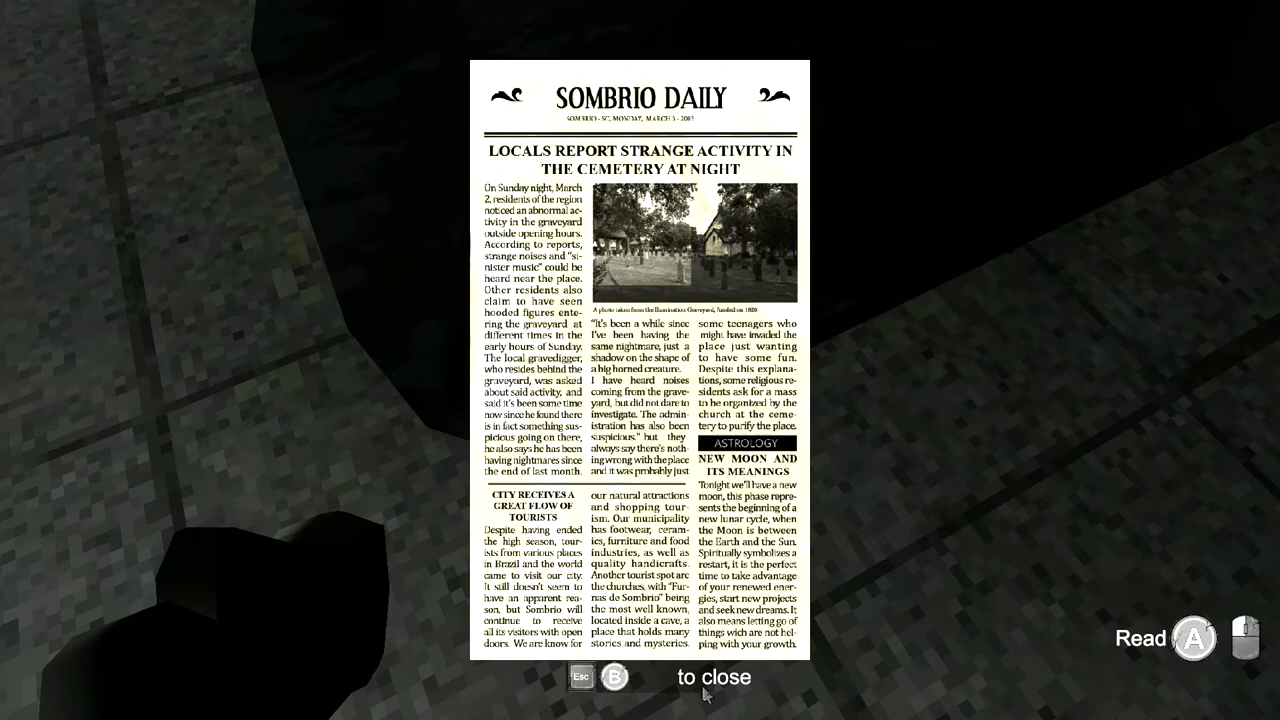 SOMBRIO DAILY
SOMBRIO - SC, MONDAY, MARCH 3 - 2003
LOCALS REPORT STRANGE ACTIVITY IN
THE CEMETERY AT NIGHT
On Sunday night, March
2, residents of the region
noticed an abnormal ac-
tivity in the graveyard
outside opening hours.
According to reports,
strange noises and "si-
nister music" could be
heard near the place.
Other residents also
claim to have seen
hooded figures ente-
ring the graveyard at
different times in the
early hours of Sunday.
The local gravedigger,
who resides behind the
graveyard, was asked
about said activity, and
said it's been some time
now since he found there
is in fact something sus-
picious going on there,
he also says he has been
having nightmares since
the end of last month.
A photo taken from the Illumination Graveyard, funded on 1820
"It's been a while since
I've been having the
same nightmare, just a
shadow on the shape of
a big horned creature.
I have heard noises
coming from the grave-
yard, but did not dare to
investigate. The admin-
istration has also been
suspicious." but they
always say there's noth-
ing wrong with the place
and it was probably just
some teenagers who
might have invaded the
place just wanting
to have some fun.
Despite this explana-
tions, some religious re-
sidents ask for a mass
to be organized by the
church at the ceme-
tery to purify the place.
ASTROLOGY
NEW MOON AND
ITS MEANINGS
Tonight we'll have a new
moon, this phase repre-
sents the beginning of a
new lunar cycle, when
the Moon is between
the Earth and the Sun.
Spiritually symbolizes a
restart, it is the perfect
time to take advantage
of your renewed ener-
gies, start new projects
and seek new dreams. It
also means letting go of
things wich are not hel-
ping with your growth.
CITY RECEIVES A
GREAT FLOW OF
TOURISTS
Despite having ended
the high season, tour-
ists from various places
in Brazil and the world
came to visit our city.
It still doesn't seem to
have an apparent rea-
son, but Sombrio will
continue to receive
all its visitors with open
doors. We are know for
our natural attractions
and shopping tour-
ism. Our municipality
has footwear, ceram-
ics, furniture and food
industries, as well as
quality handicrafts.
Another tourist spot are
the churches, with "Fur-
nas de Sombrio" being
the most well known,
located inside a cave, a
place that holds many
stories and mysteries.
Read A
Esc B to close